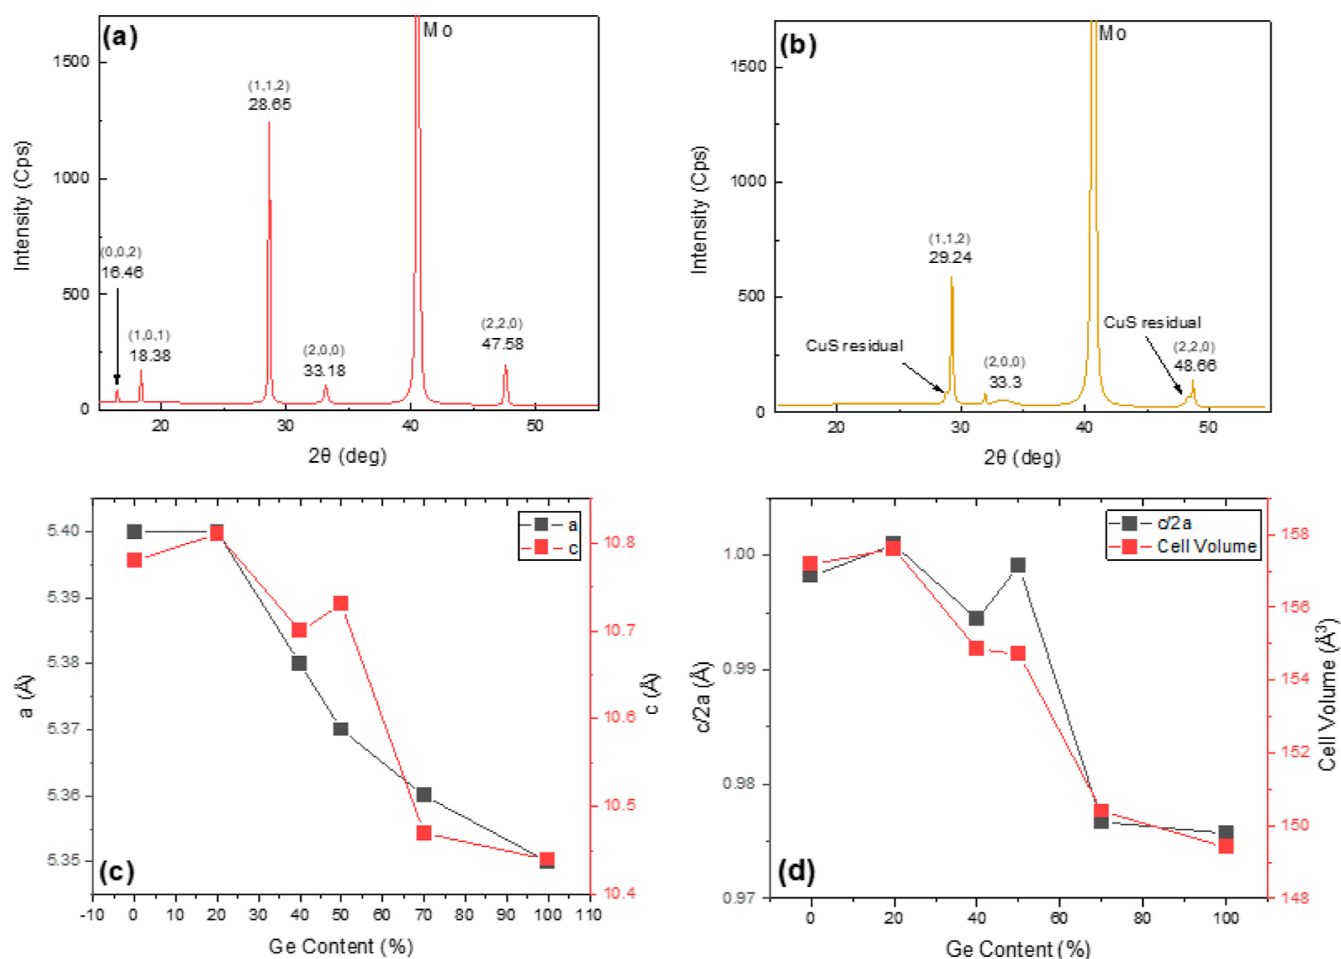 (a)
Mo
1500
1000
500
0
Intensity (Cps)
(1,1,2)
28.65
(0,0,2)
16.46
(1,0,1)
18.38
(2,0,0)
33.18
(2,2,0)
47.58
20
30
40
50
2θ (deg)
(b)
Mo
1500
1000
500
0
Intensity (Cps)
(1,1,2)
29.24
CuS residual
CuS residual
(2,0,0)
33.3
(2,2,0)
48.66
20
30
40
50
2θ (deg)
a
c
5.40
5.39
5.38
5.37
5.36
5.35
a (Å)
10.8
10.7
10.6
10.5
10.4
c (Å)
(c)
-10 0 10 20 30 40 50 60 70 80 90 100 110
Ge Content (%)
c/2a
Cell Volume
1.00
0.99
0.98
0.97
c/2a (Å)
158
156
154
152
150
148
Cell Volume (Å³)
(d)
0 20 40 60 80 100
Ge Content (%)